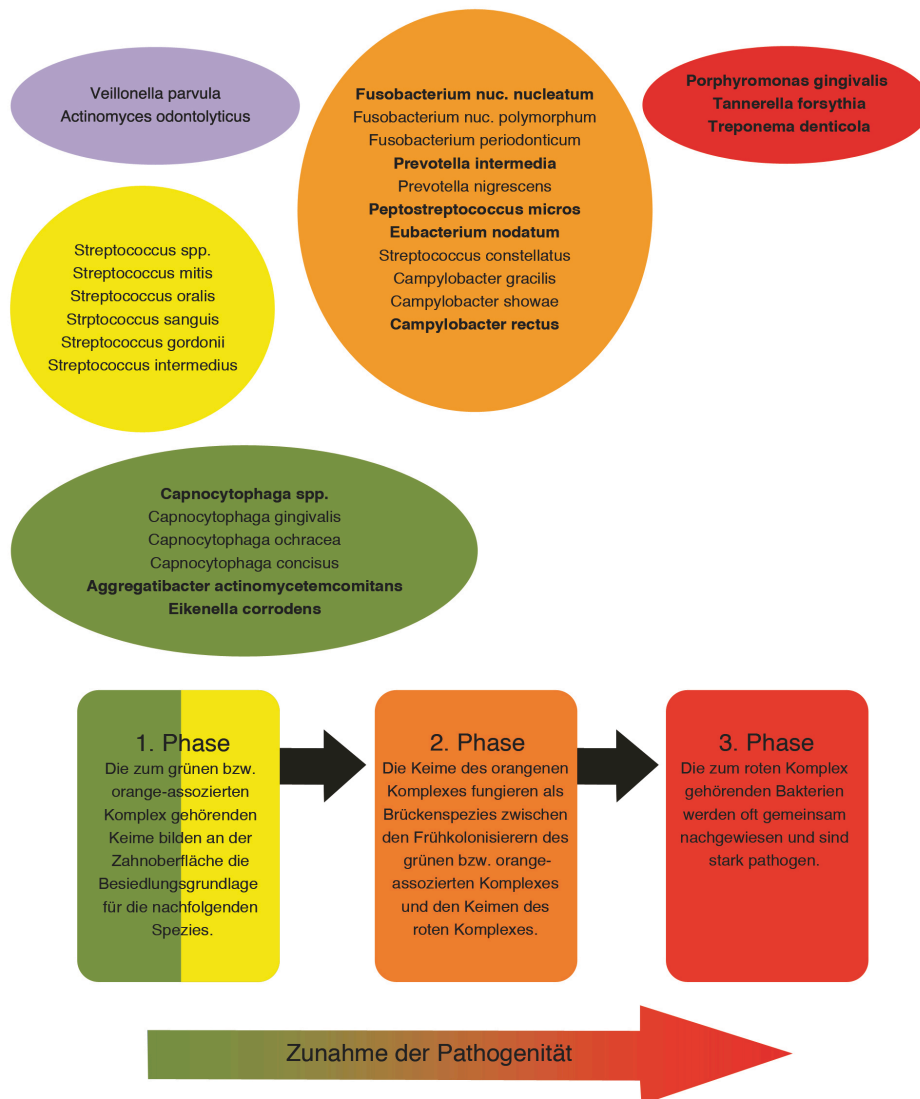 Veillonella parvula
Actinomyces odontolyticus
Fusobacterium nuc. nucleatum
Fusobacterium nuc. polymorphum
Fusobacterium periodonticum
Prevotella intermedia
Prevotella nigrescens
Peptostreptococcus micros
Eubacterium nodatum
Streptococcus constellatus
Campylobacter gracilis
Campylobacter showae
Campylobacter rectus
Porphyromonas gingivalis
Tannerella forsythia
Treponema denticola
Streptococcus spp.
Streptococcus mitis
Streptococcus oralis
Strptococcus sanguis
Streptococcus gordonii
Streptococcus intermedius
Capnocytophaga spp.
Capnocytophaga gingivalis
Capnocytophaga ochracea
Capnocytophaga concisus
Aggregatibacter actinomycetemcomitans
Eikenella corrodens
1. Phase
Die zum grünen bzw.
orange-assozierten
Komplex gehörenden
Keime bilden an der
Zahnoberfläche die
Besiedlungsgrundlage
für die nachfolgenden
Spezies.
2. Phase
Die Keime des orangenen
Komplexes fungieren als
Brückenspezies zwischen
den Frühkolonisierern des
grünen bzw. orange-
assozierten Komplexes
und den Keimen des
roten Komplexes.
3. Phase
Die zum roten Komplex
gehörenden Bakterien
werden oft gemeinsam
nachgewiesen und sind
stark pathogen.
Zunahme der Pathogenität